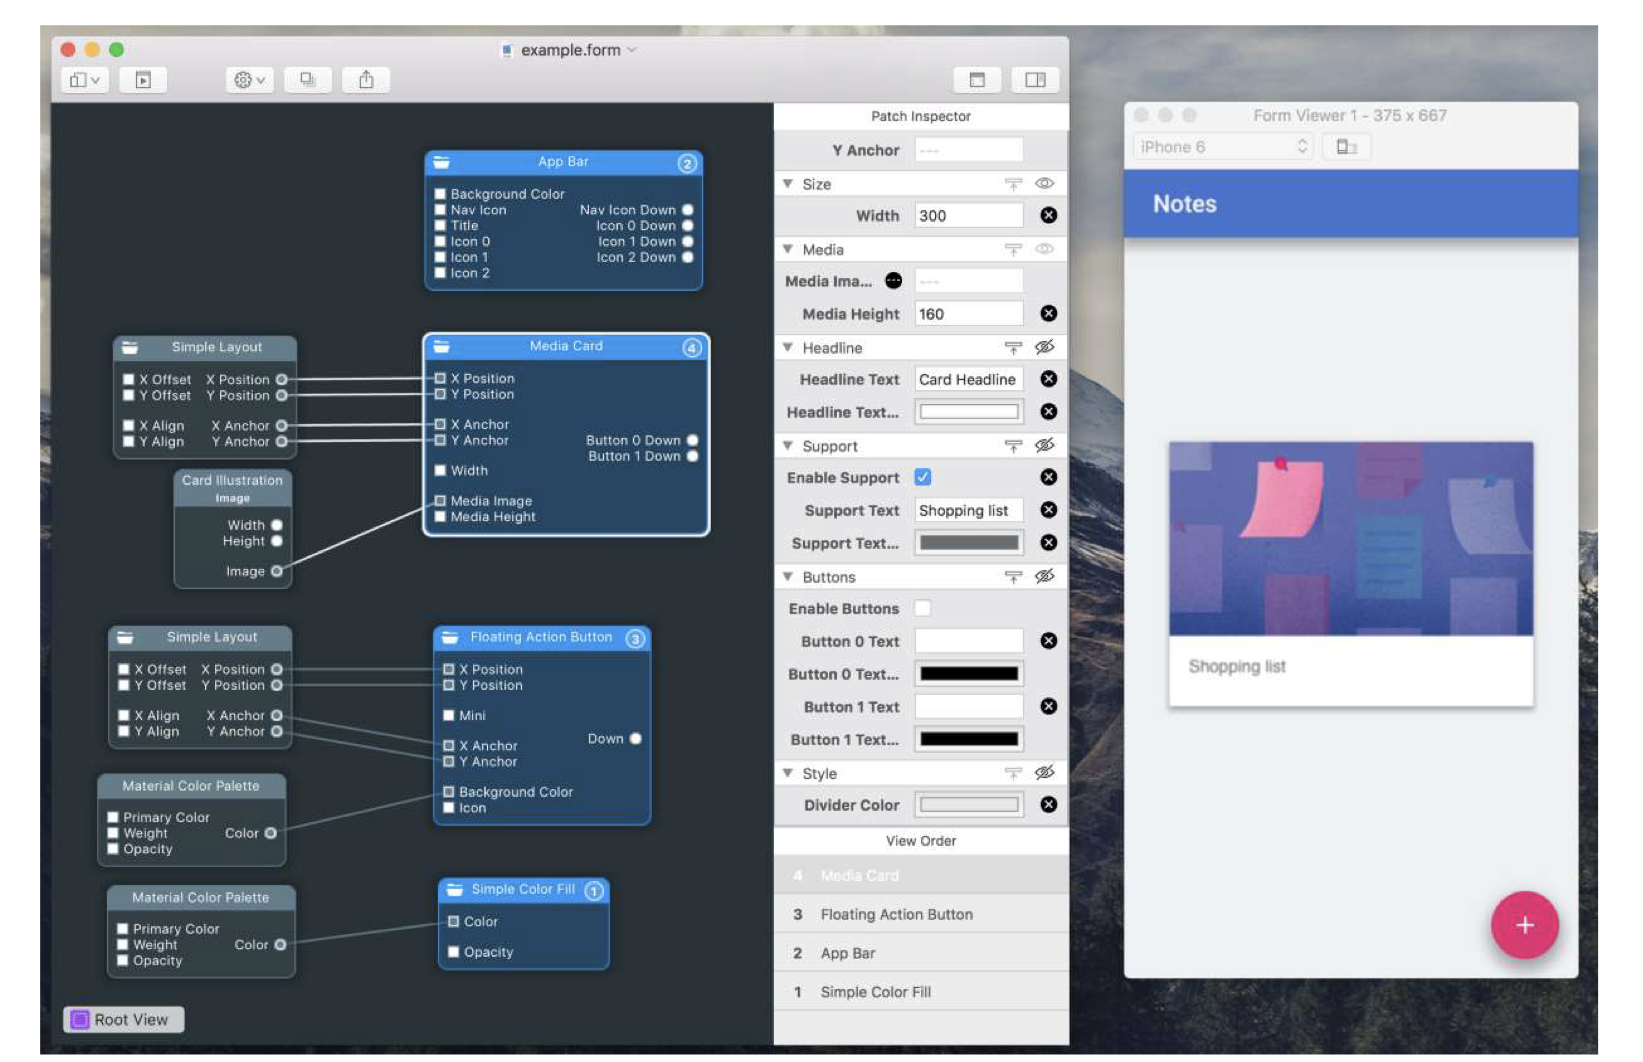 example.form
App Bar
2
Background Color
Nav Icon Nav Icon Down
Title Icon 0 Down
Icon 0 Icon 1 Down
Icon 1 Icon 2 Down
Icon 2
Simple Layout
X Offset X Position
Y Offset Y Position
X Align X Anchor
Y Align Y Anchor
Media Card
4
X Position
Y Position
X Anchor
Y Anchor Button 0 Down
Button 1 Down
Width
Media Image
Media Height
Card Illustration
Image
Width
Height
Image
Simple Layout
X Offset X Position
Y Offset Y Position
X Align X Anchor
Y Align Y Anchor
Floating Action Button
3
X Position
Y Position
Mini
Down
X Anchor
Y Anchor
Background Color
Icon
Material Color Palette
Primary Color
Weight Color
Opacity
Material Color Palette
Primary Color
Weight Color
Opacity
Simple Color Fill
1
Color
Opacity
Root View
Patch Inspector
Y Anchor ---
Size
Width 300
Media
Media Ima... ---
Media Height 160
Headline
Headline Text Card Headline
Headline Text...
Support
Enable Support
Support Text Shopping list
Support Text...
Buttons
Enable Buttons
Button 0 Text
Button 0 Text...
Button 1 Text
Button 1 Text...
Style
Divider Color
View Order
4 Media Card
3 Floating Action Button
2 App Bar
1 Simple Color Fill
Form Viewer 1 - 375 x 667
iPhone 6
Notes
Shopping list